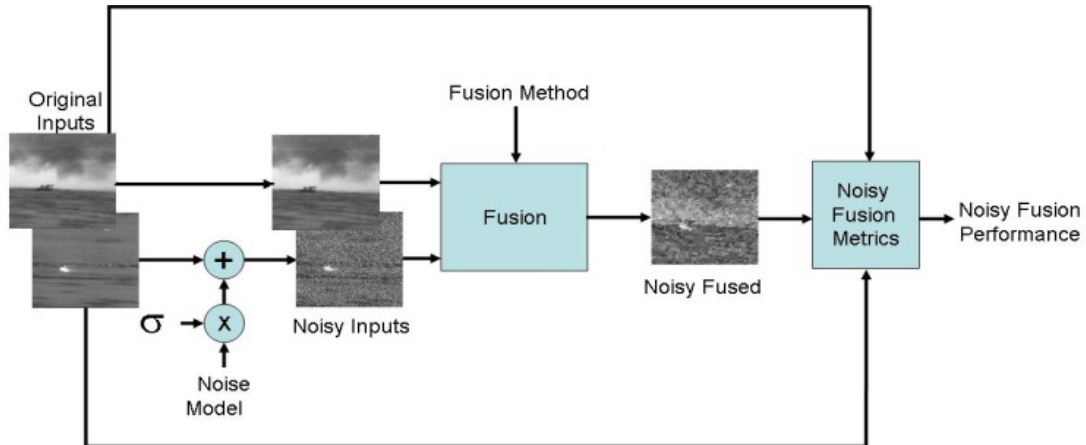 Original
Inputs
Fusion Method
Fusion
Noisy
Fusion
Metrics
Noisy Fusion
Performance
+
σ
x
Noisy Inputs
Noisy Fused
Noise
Model